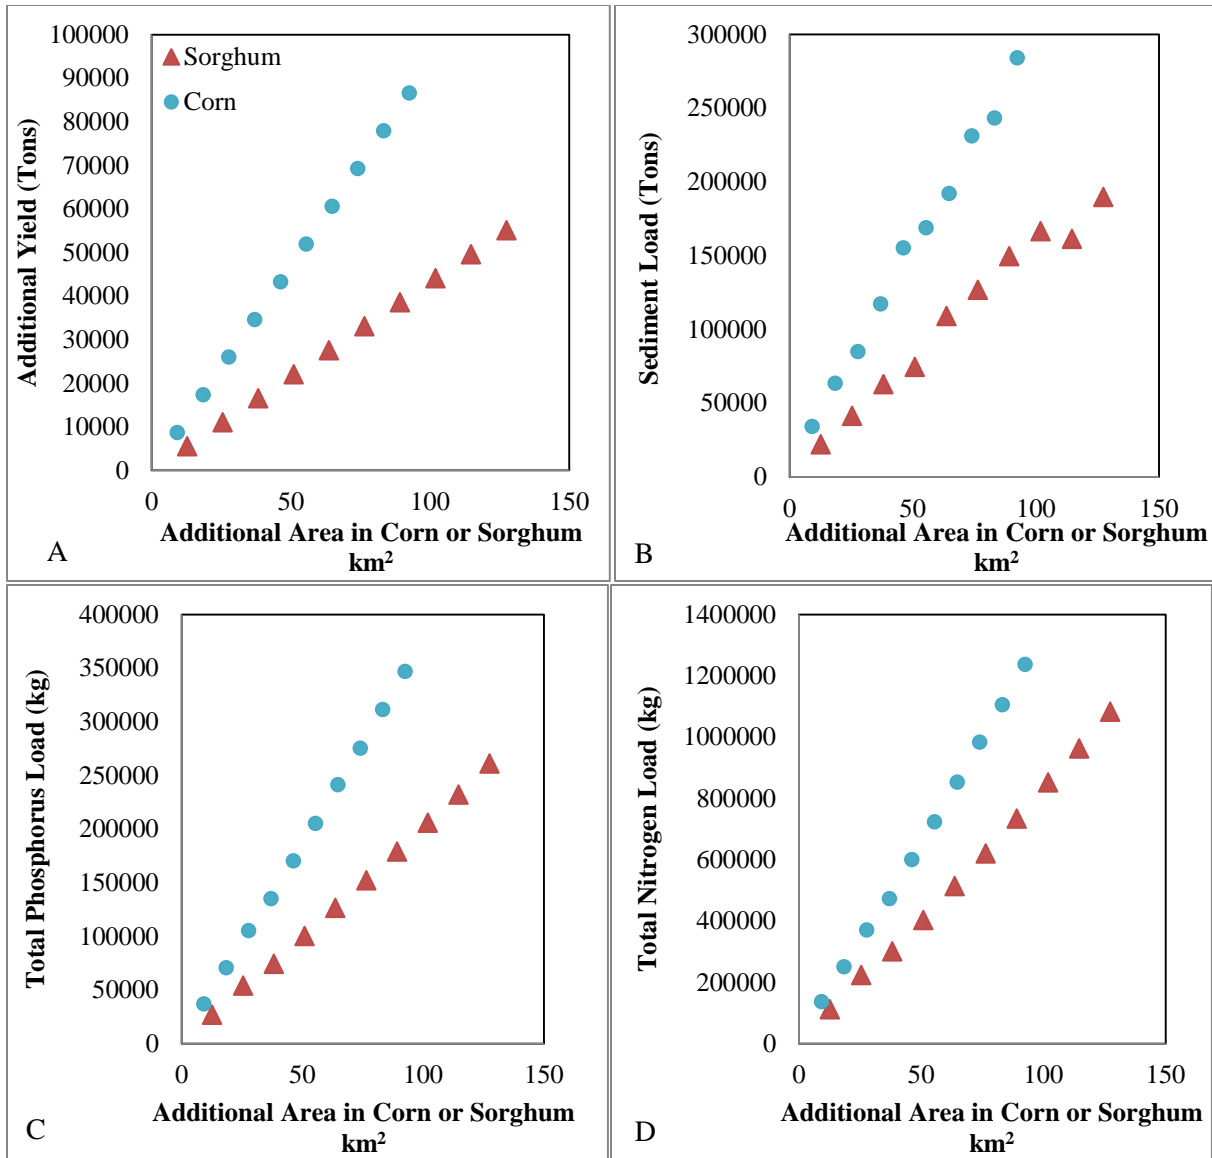 100000
90000
80000
70000
60000
50000
40000
30000
20000
10000
0
Additional Yield (Tons)
Sorghum
Corn
0 50 100 150
Additional Area in Corn or Sorghum
km²
A
300000
250000
200000
150000
100000
50000
0
Sediment Load (Tons)
0 50 100 150
Additional Area in Corn or Sorghum
km²
B
400000
350000
300000
250000
200000
150000
100000
50000
0
Total Phosphorus Load (kg)
0 50 100 150
Additional Area in Corn or Sorghum
km²
C
1400000
1200000
1000000
800000
600000
400000
200000
0
Total Nitrogen Load (kg)
0 50 100 150
Additional Area in Corn or Sorghum
km²
D